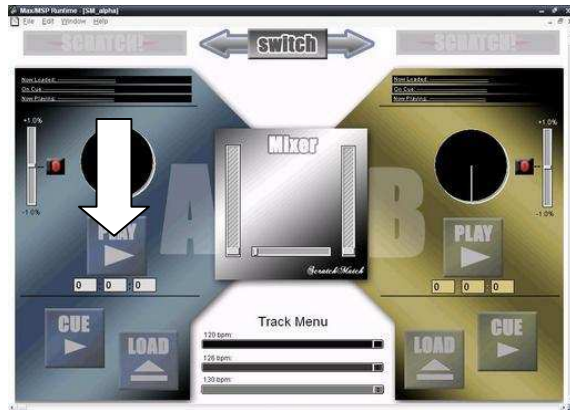 Max/MSP Runtime - [SM_alpha]
File Edit Window Help
SCRATCH!
switch
SCRATCH!
Now Loaded:
On Cue:
Now Playing:
Now Loaded:
On Cue:
Now Playing:
+1.0%
+1.0%
-1.0%
-1.0%
Mixer
A
B
PLAY
PLAY
0 0 0
0 0 0
ScratchMatch
CUE
LOAD
LOAD
CUE
Track Menu
120 bpm:
126 bpm:
130 bpm: